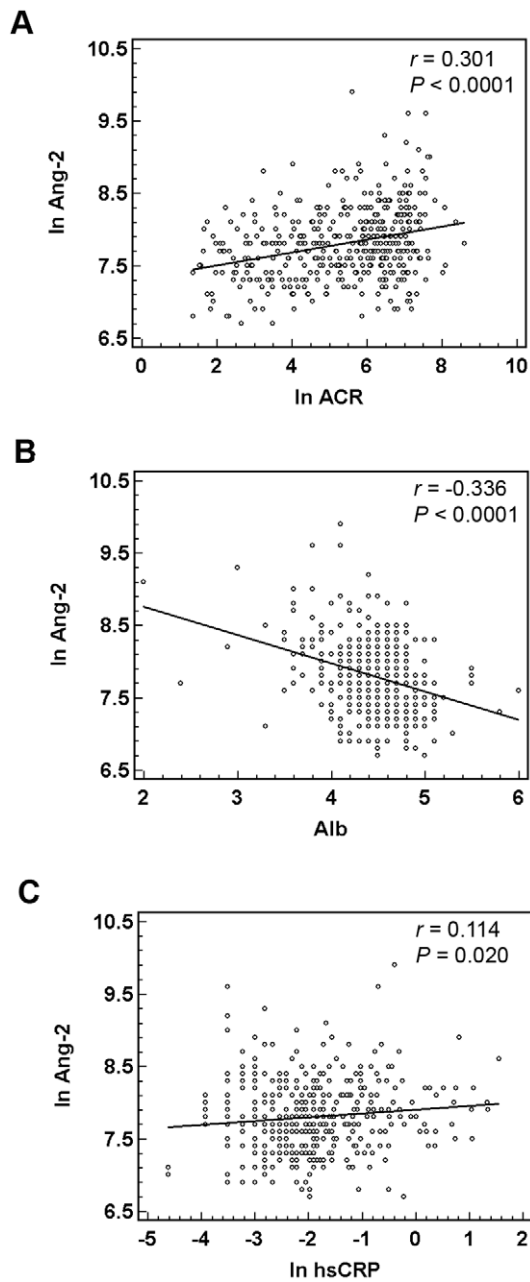 A
r = 0.301
P < 0.0001
10.5
9.5
8.5
7.5
6.5
ln Ang-2
0 2 4 6 8 10
ln ACR
B
r = -0.336
P < 0.0001
10.5
9.5
8.5
7.5
6.5
ln Ang-2
2 3 4 5 6
Alb
C
r = 0.114
P = 0.020
10.5
9.5
8.5
7.5
6.5
ln Ang-2
-5 -4 -3 -2 -1 0 1 2
ln hsCRP